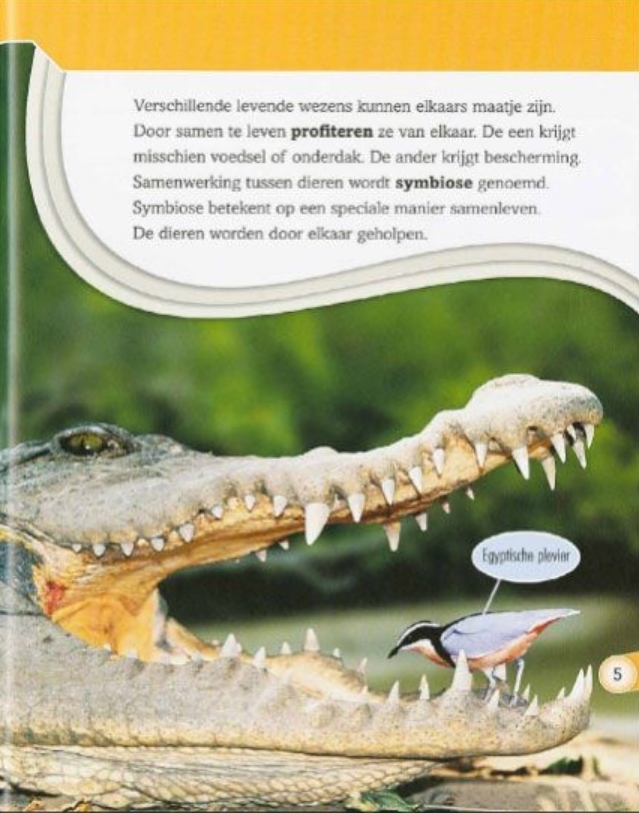 Verschillende levende wezens kunnen elkaars maatje zijn.
Door samen te leven profiteren ze van elkaar. De een krijgt
misschien voedsel of onderdak. De ander krijgt bescherming.
Samenwerking tussen dieren wordt symbiose genoemd.
Symbiose betekent op een speciale manier samenleven.
De dieren worden door elkaar geholpen.
Egyptische plevier
5